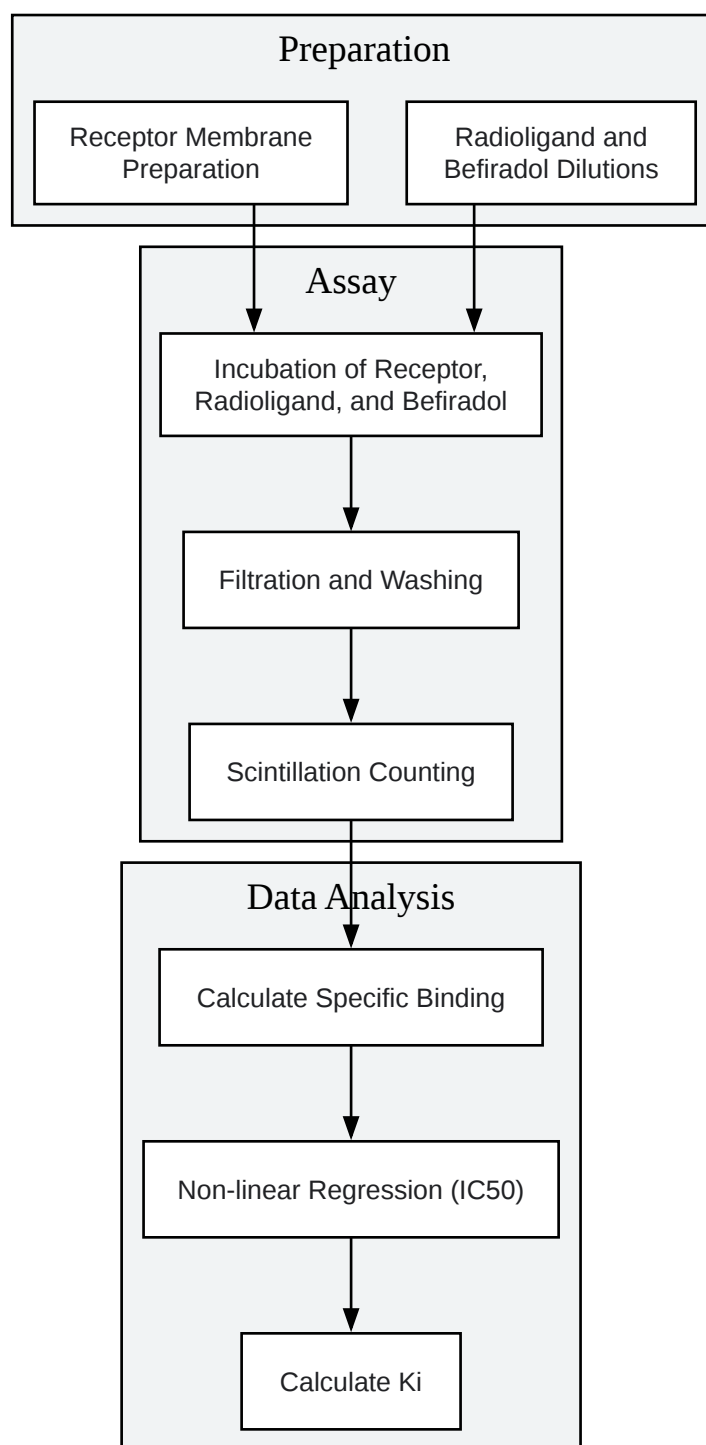 Preparation
Receptor Membrane
Preparation
Radioligand and
Befiradol Dilutions
Assay
Incubation of Receptor,
Radioligand, and Befiradol
Filtration and Washing
Scintillation Counting
Data Analysis
Calculate Specific Binding
Non-linear Regression (IC50)
Calculate Ki